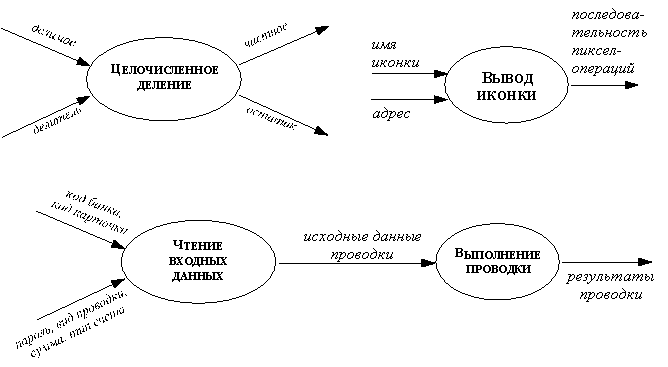 делимое
делитель
ЦЕЛОЧИСЛЕННОЕ
ДЕЛЕНИЕ
частное
остаток
имя
иконки
адрес
ВЫВОД
ИКОНКИ
последова-
тельность
пиксел-
операций
код банка,
код карточки
пароль, вид проводки,
сумма, тип счета
ЧТЕНИЕ
ВХОДНЫХ
ДАННЫХ
исходные данные
проводки
ВЫПОЛНЕНИЕ
ПРОВОДКИ
результаты
проводки